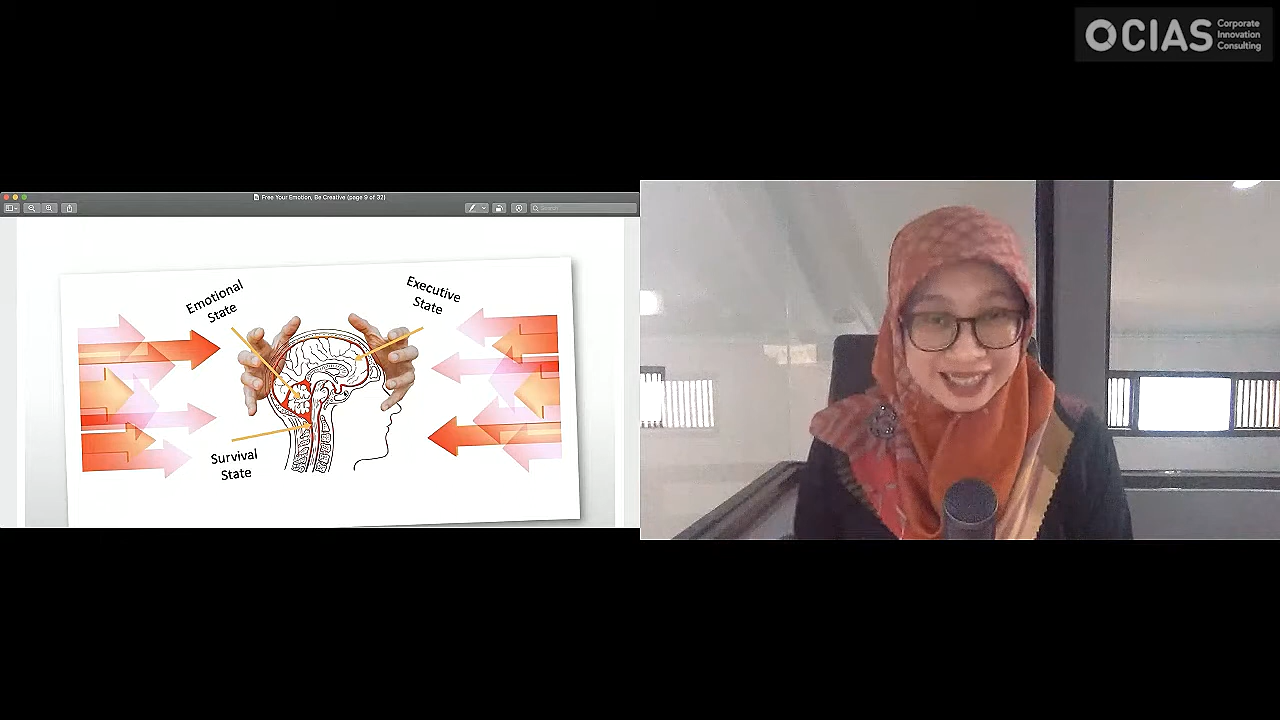 OCIAS
Corporate
Innovation
Consulting
Free Your Emotion, Be Creative (page 9 of 32)
Search
Emotional
State
Executive
State
Survival
State